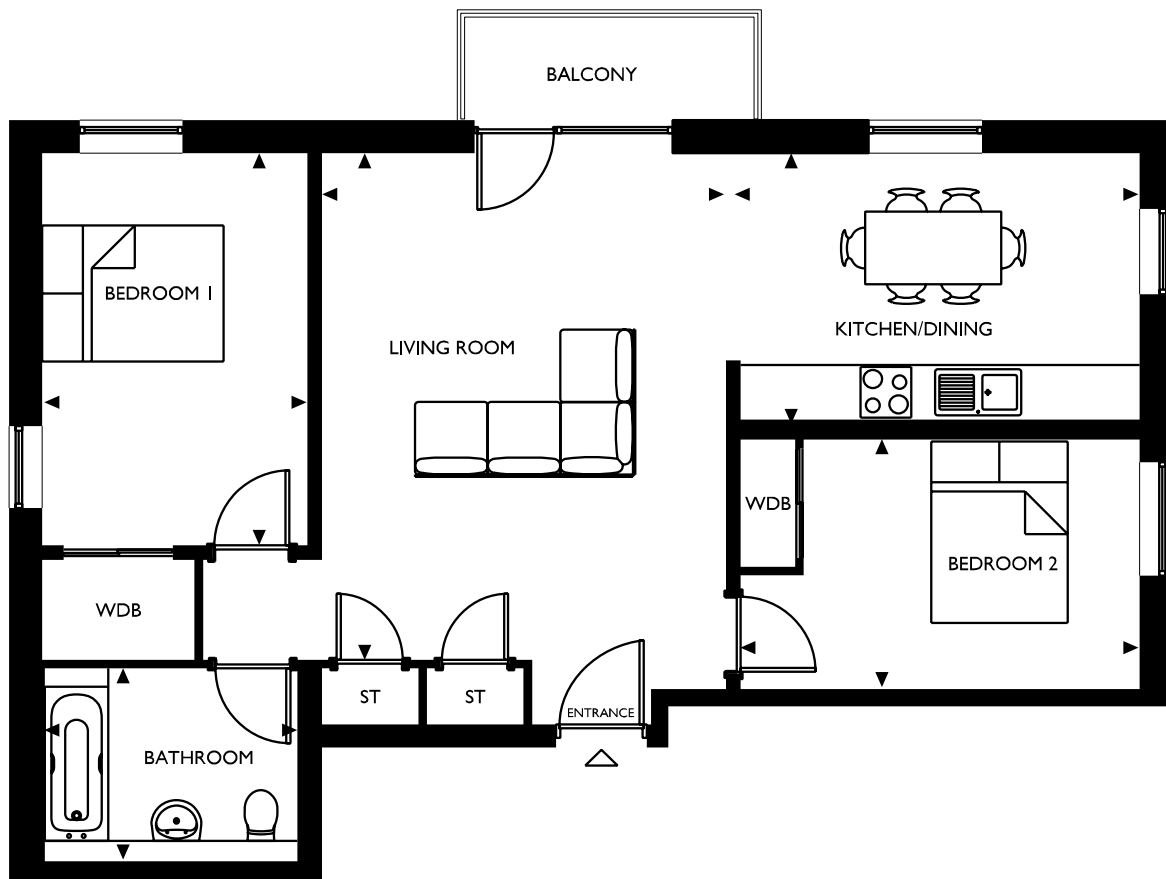 BALCONY
BEDROOM 1
KITCHEN/DINING
LIVING ROOM
WDB
BEDROOM 2
WDB
ST
ST
ENTRANCE
BATHROOM